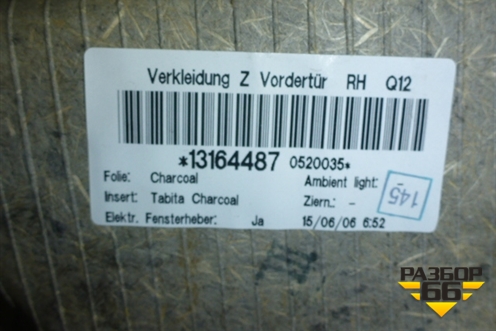 Verkleidung Z Vordertür RH Q12
*13164487 0520035*
Folie: Charcoal Ambient light:
Insert: Tabita Charcoal Ziern.: -
Elektr. Fensterheber: Ja 15/06/06 6:52
145
РАЗБОР
66